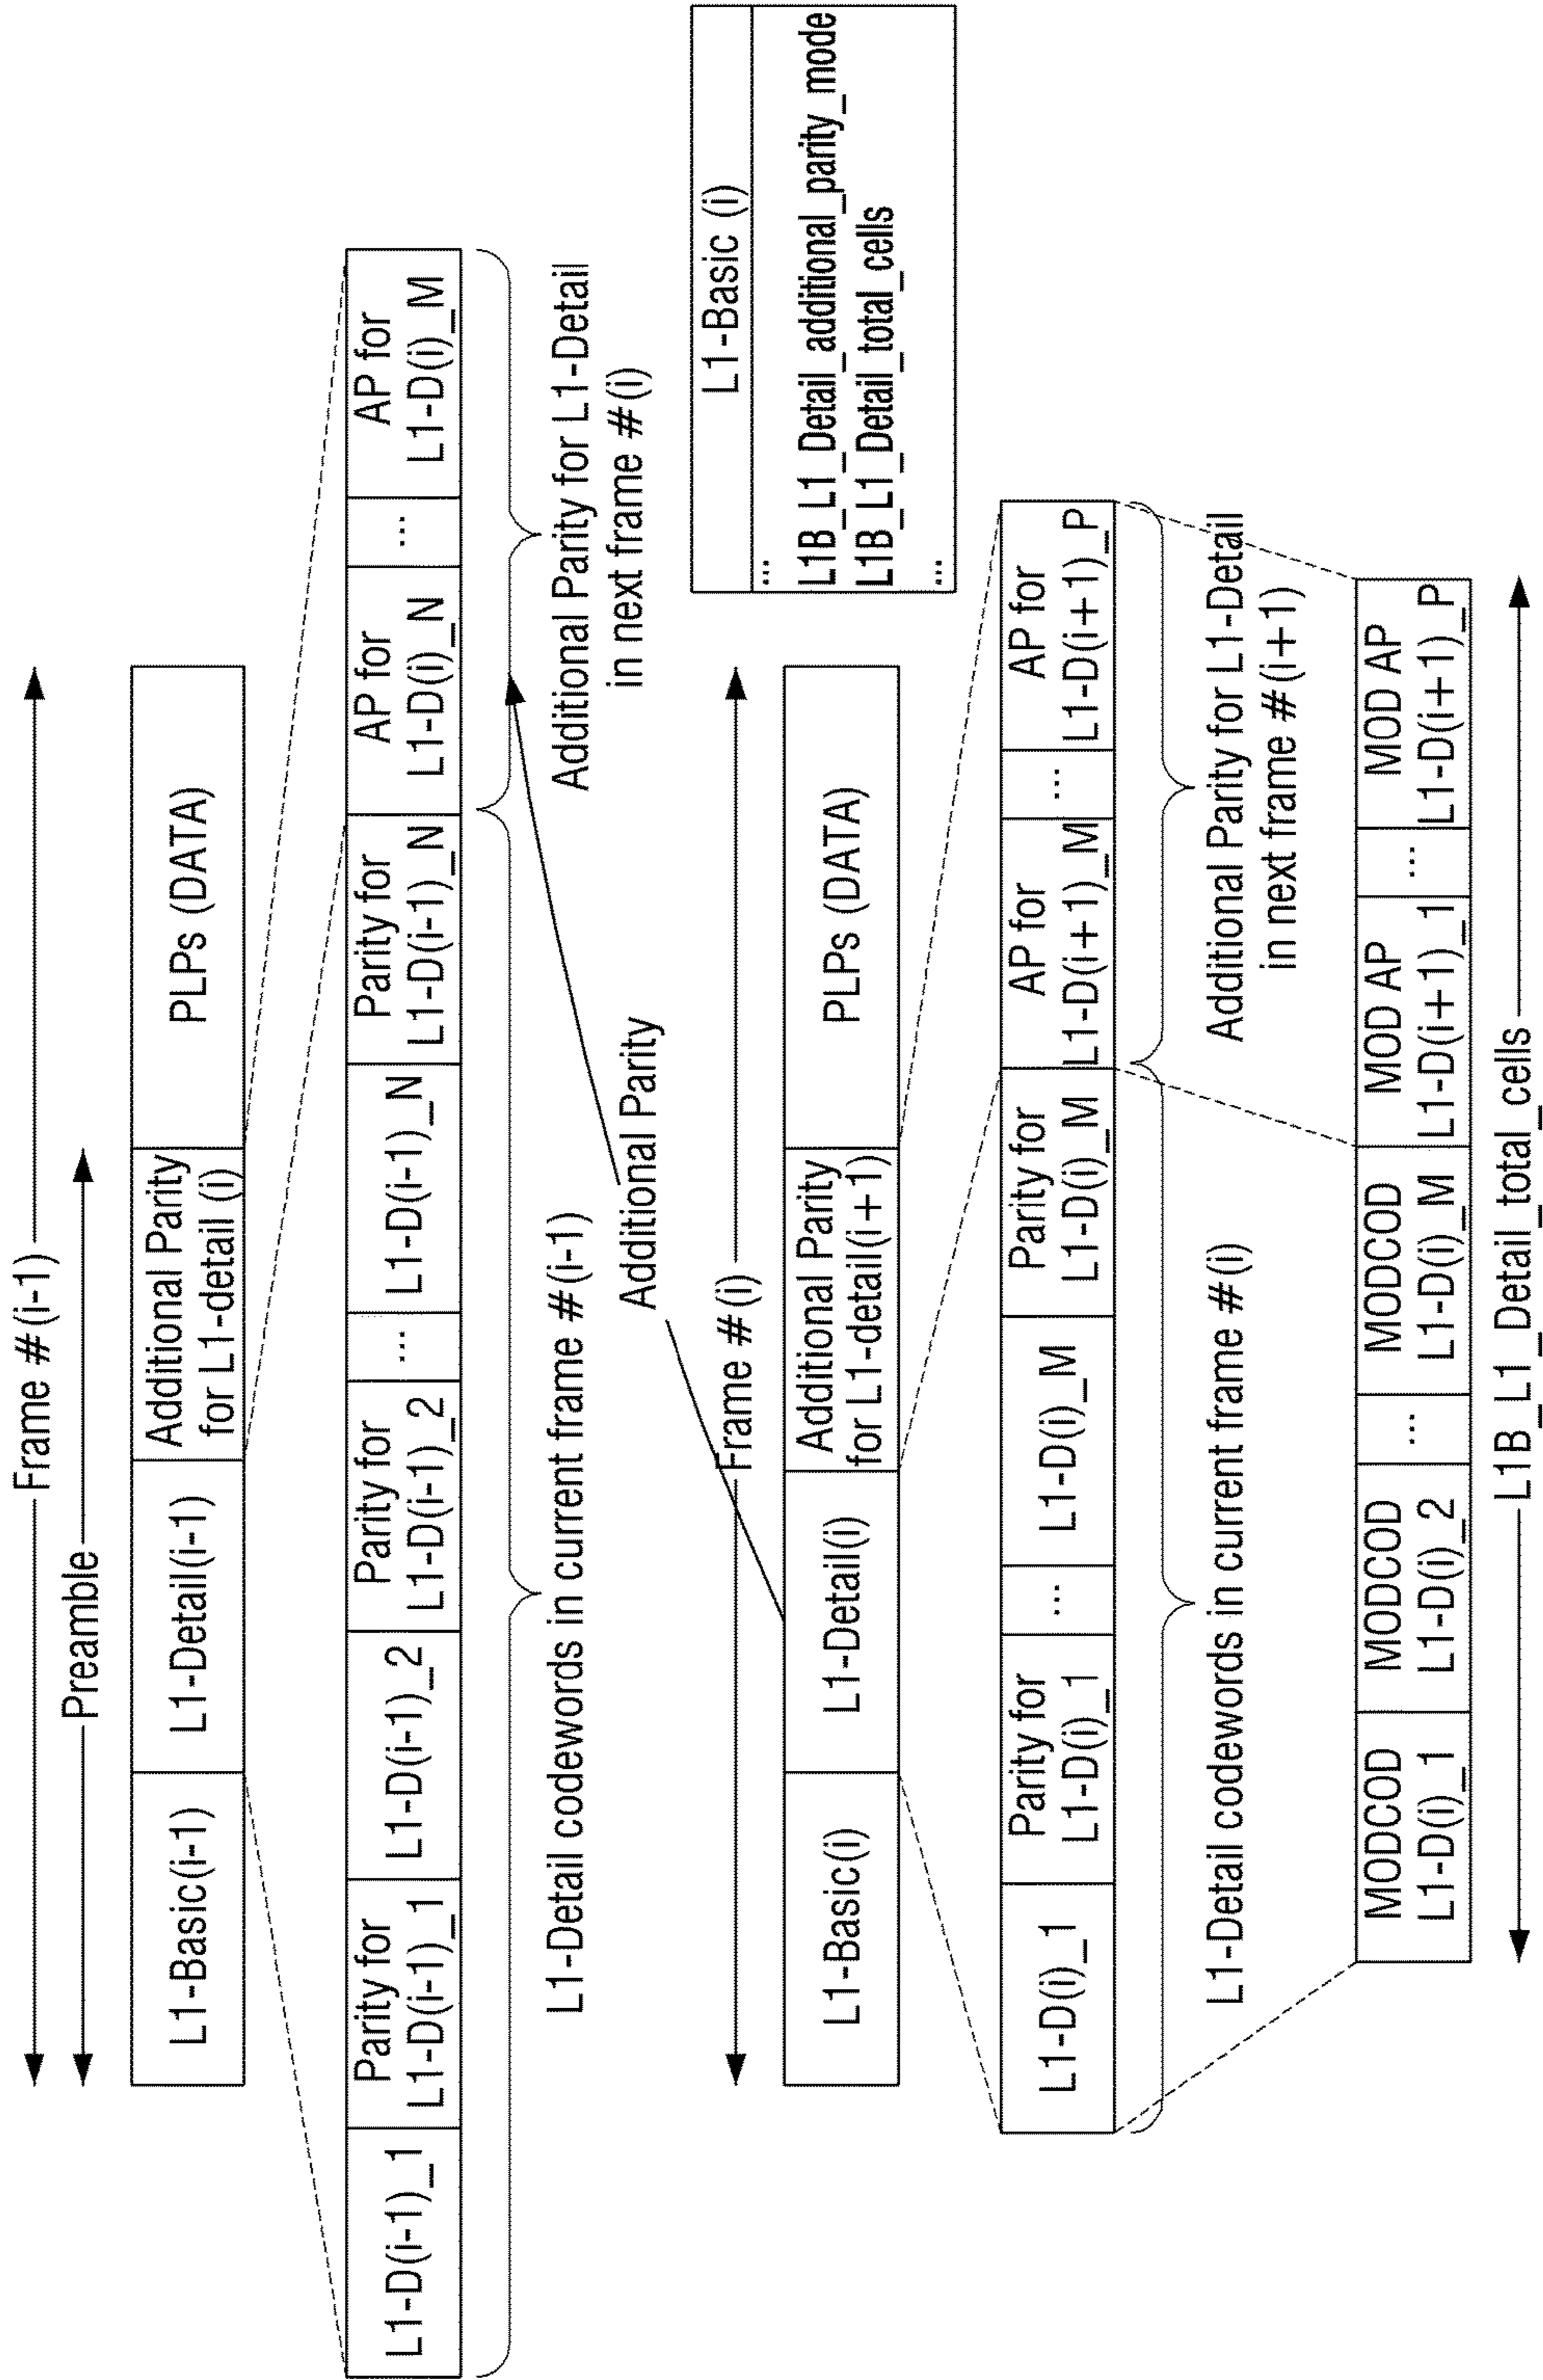 Frame #(i-1)
Preamble
L1-Basic(i-1)
L1-Detail(i-1)
Additional Parity
for L1-detail (i)
PLPs (DATA)
L1-D(i-1)_1
Parity for
L1-D(i-1)_1
L1-D(i-1)_2
Parity for
L1-D(i-1)_2
...
L1-D(i-1)_N
Parity for
L1-D(i-1)_N
AP for
L1-D(i)_N
...
AP for
L1-D(i)_M
L1-Detail codewords in current frame #(i-1)
Additional Parity for L1-Detail
in next frame #(i)
Additional Parity
L1-Basic (i)
...
L1B_L1_Detail_additional_parity_mode
L1B_L1_Detail_total_cells
...
Frame #(i)
L1-Basic(i)
L1-Detail(i)
Additional Parity
for L1-detail(i+1)
PLPs (DATA)
L1-D(i)_1
Parity for
L1-D(i)_1
...
L1-D(i)_M
Parity for
L1-D(i)_M
AP for
L1-D(i+1)_M
...
AP for
L1-D(i+1)_P
L1-Detail codewords in current frame #(i)
Additional Parity for L1-Detail
in next frame #(i+1)
MODCOD
L1-D(i)_1
MODCOD
L1-D(i)_2
...
MODCOD
L1-D(i)_M
MOD AP
L1-D(i+1)_1
...
MOD AP
L1-D(i+1)_P
L1B_L1_Detail_total_cells